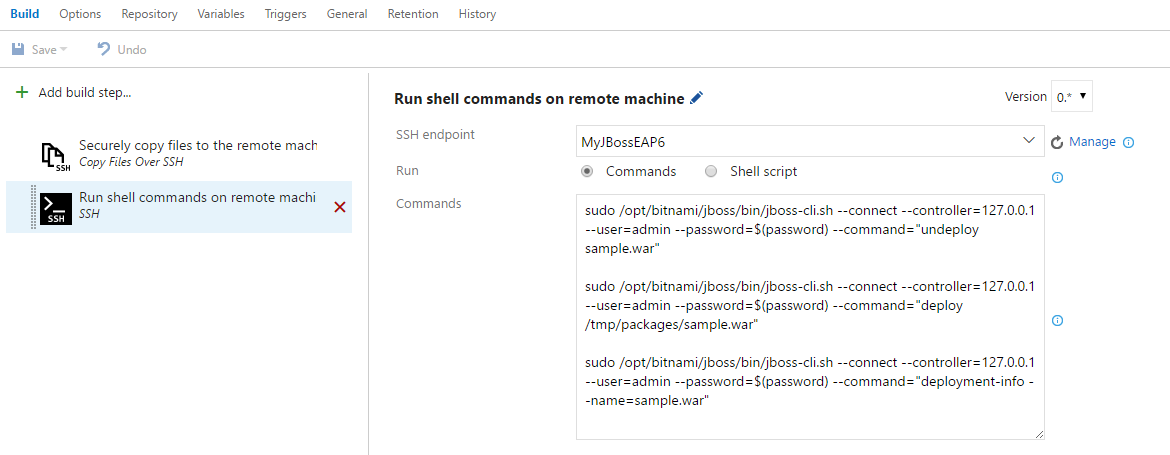 Build Options Repository Variables Triggers General Retention History
Save Undo
Add build step...
Securely copy files to the remote mach
Copy Files Over SSH
SSH
Run shell commands on remote machi
SSH
SSH
Run shell commands on remote machine
Version 0.*
SSH endpoint MyJBossEAP6 Manage
Run Commands Shell script
Commands
sudo /opt/bitnami/jboss/bin/jboss-cli.sh --connect --controller=127.0.0.1
--user=admin --password=$(password) --command="undeploy
sample.war"
sudo /opt/bitnami/jboss/bin/jboss-cli.sh --connect --controller=127.0.0.1
--user=admin --password=$(password) --command="deploy
/tmp/packages/sample.war"
sudo /opt/bitnami/jboss/bin/jboss-cli.sh --connect --controller=127.0.0.1
--user=admin --password=$(password) --command="deployment-info -
-name=sample.war"